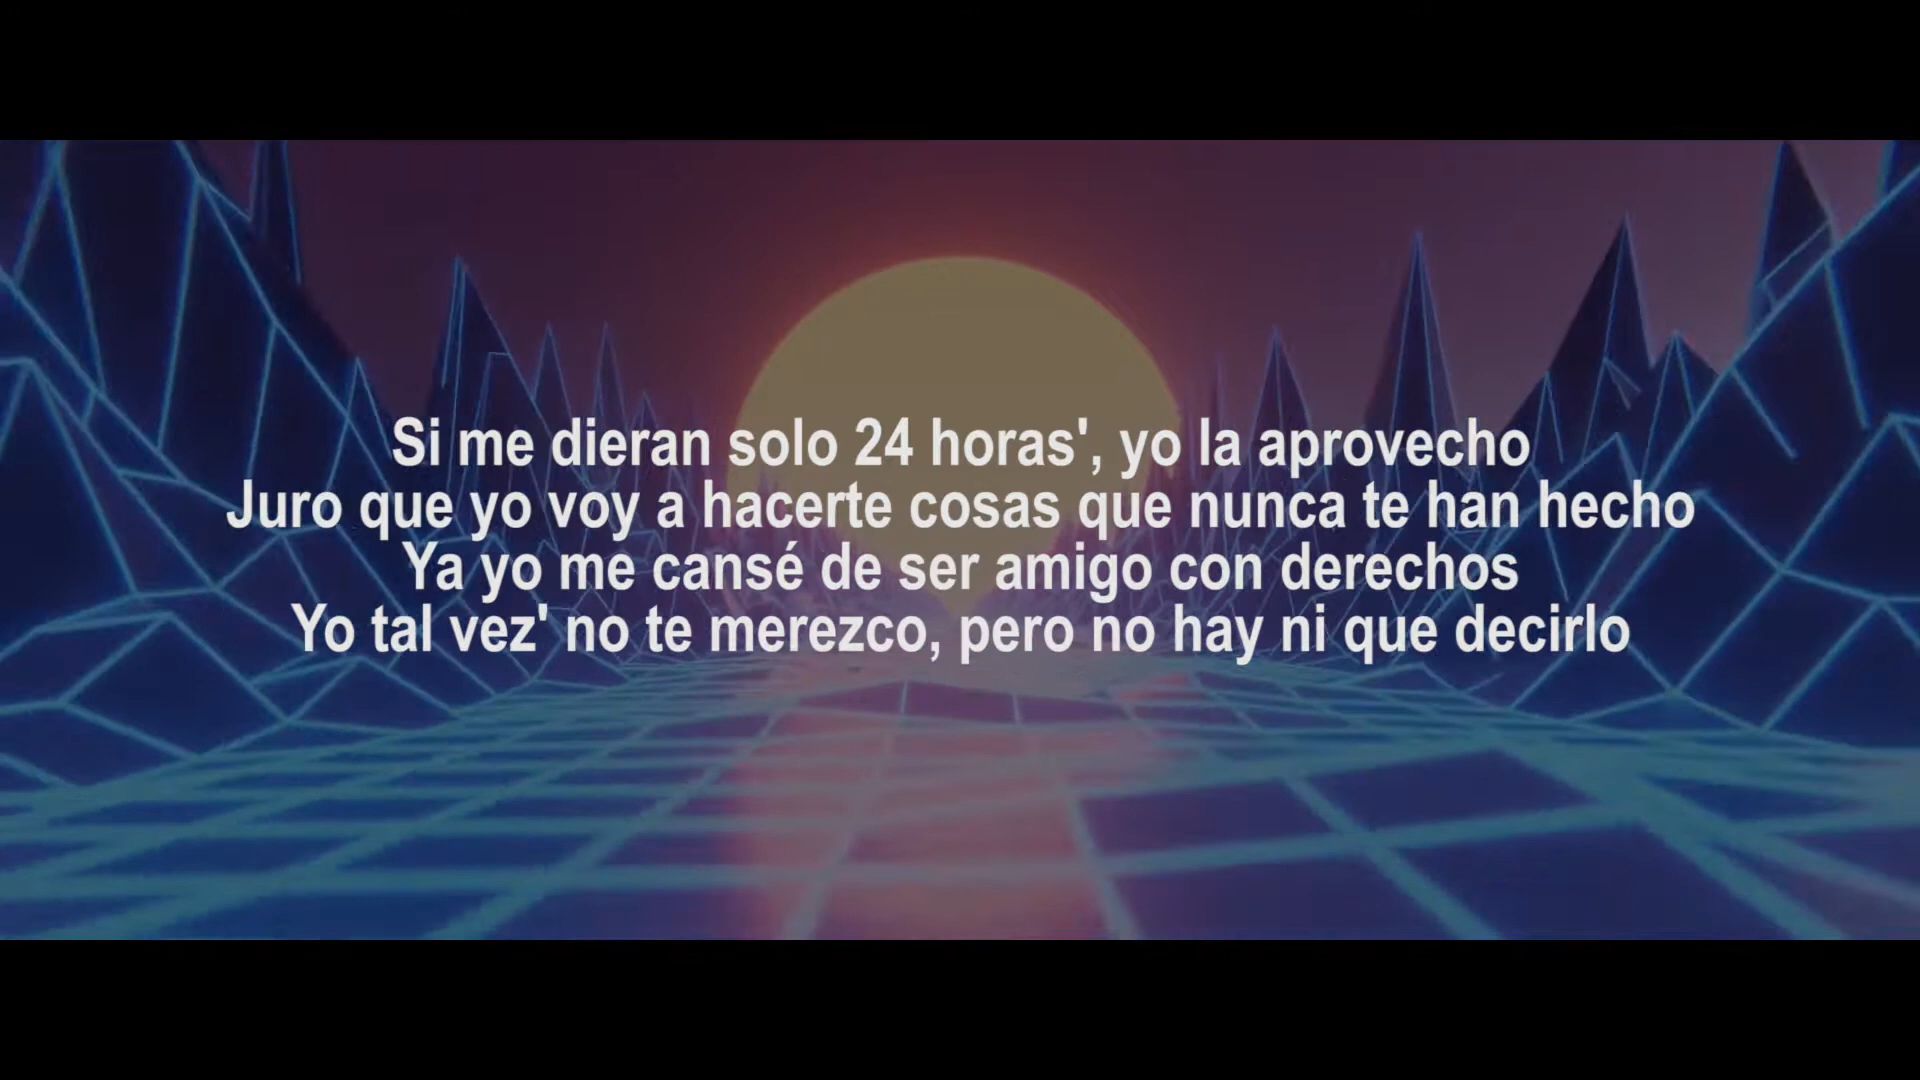 Si me dieran solo 24 horas', yo la aprovecho
Juro que yo voy a hacerte cosas que nunca te han hecho
Ya yo me cansé de ser amigo con derechos
Yo tal vez' no te merezco, pero no hay ni que decirlo